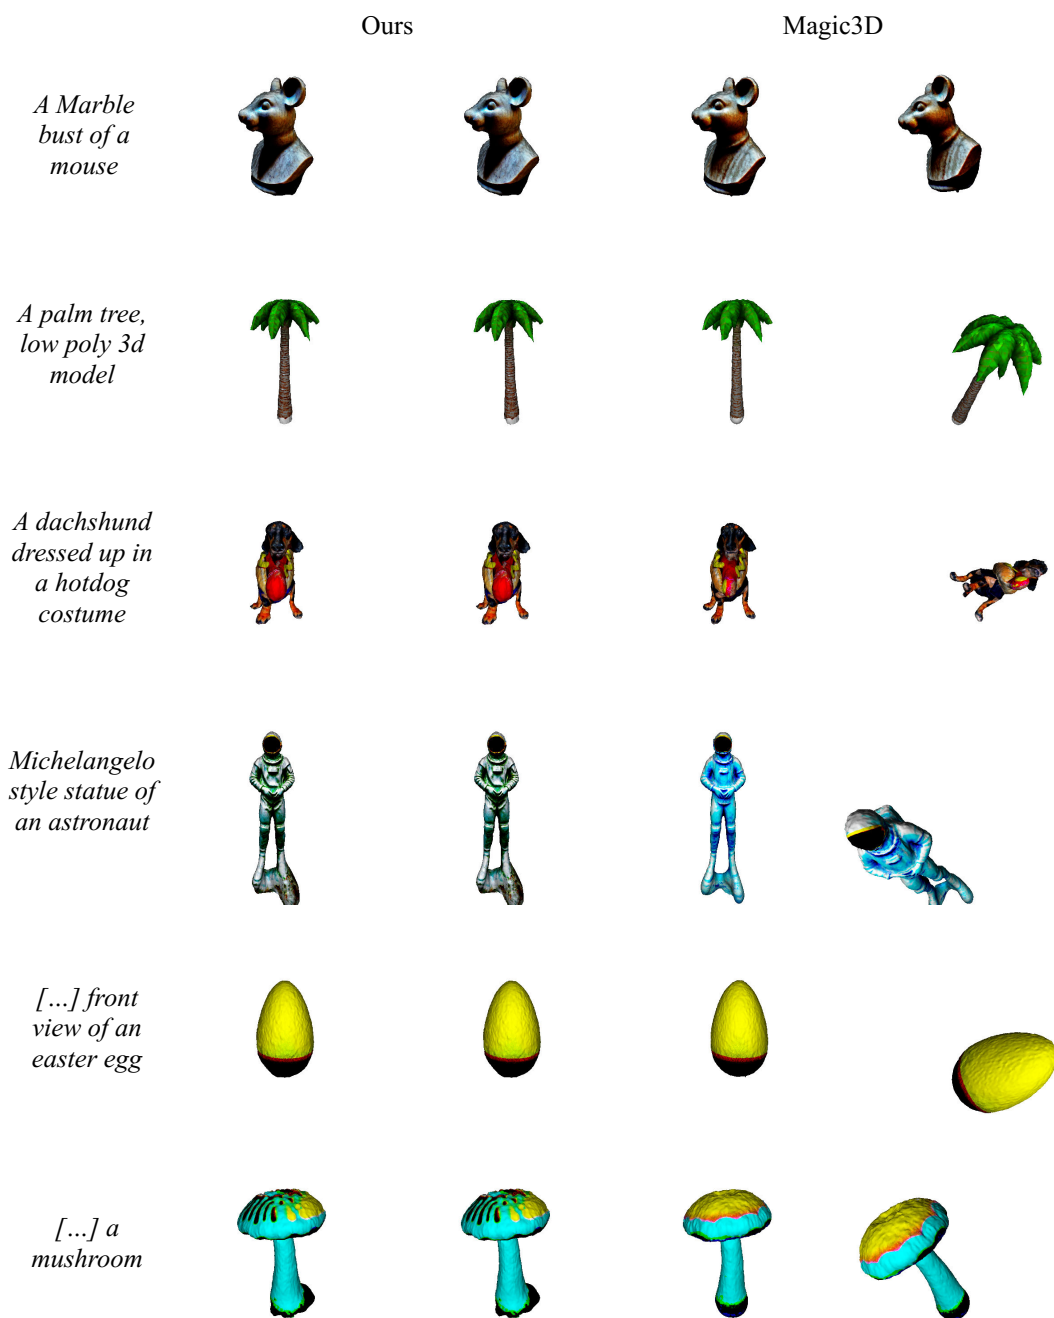 Ours
Magic3D
A Marble
bust of a
mouse
A palm tree,
low poly 3d
model
A dachshund
dressed up in
a hotdog
costume
Michelangelo
style statue of
an astronaut
[...] front
view of an
easter egg
[...] a
mushroom